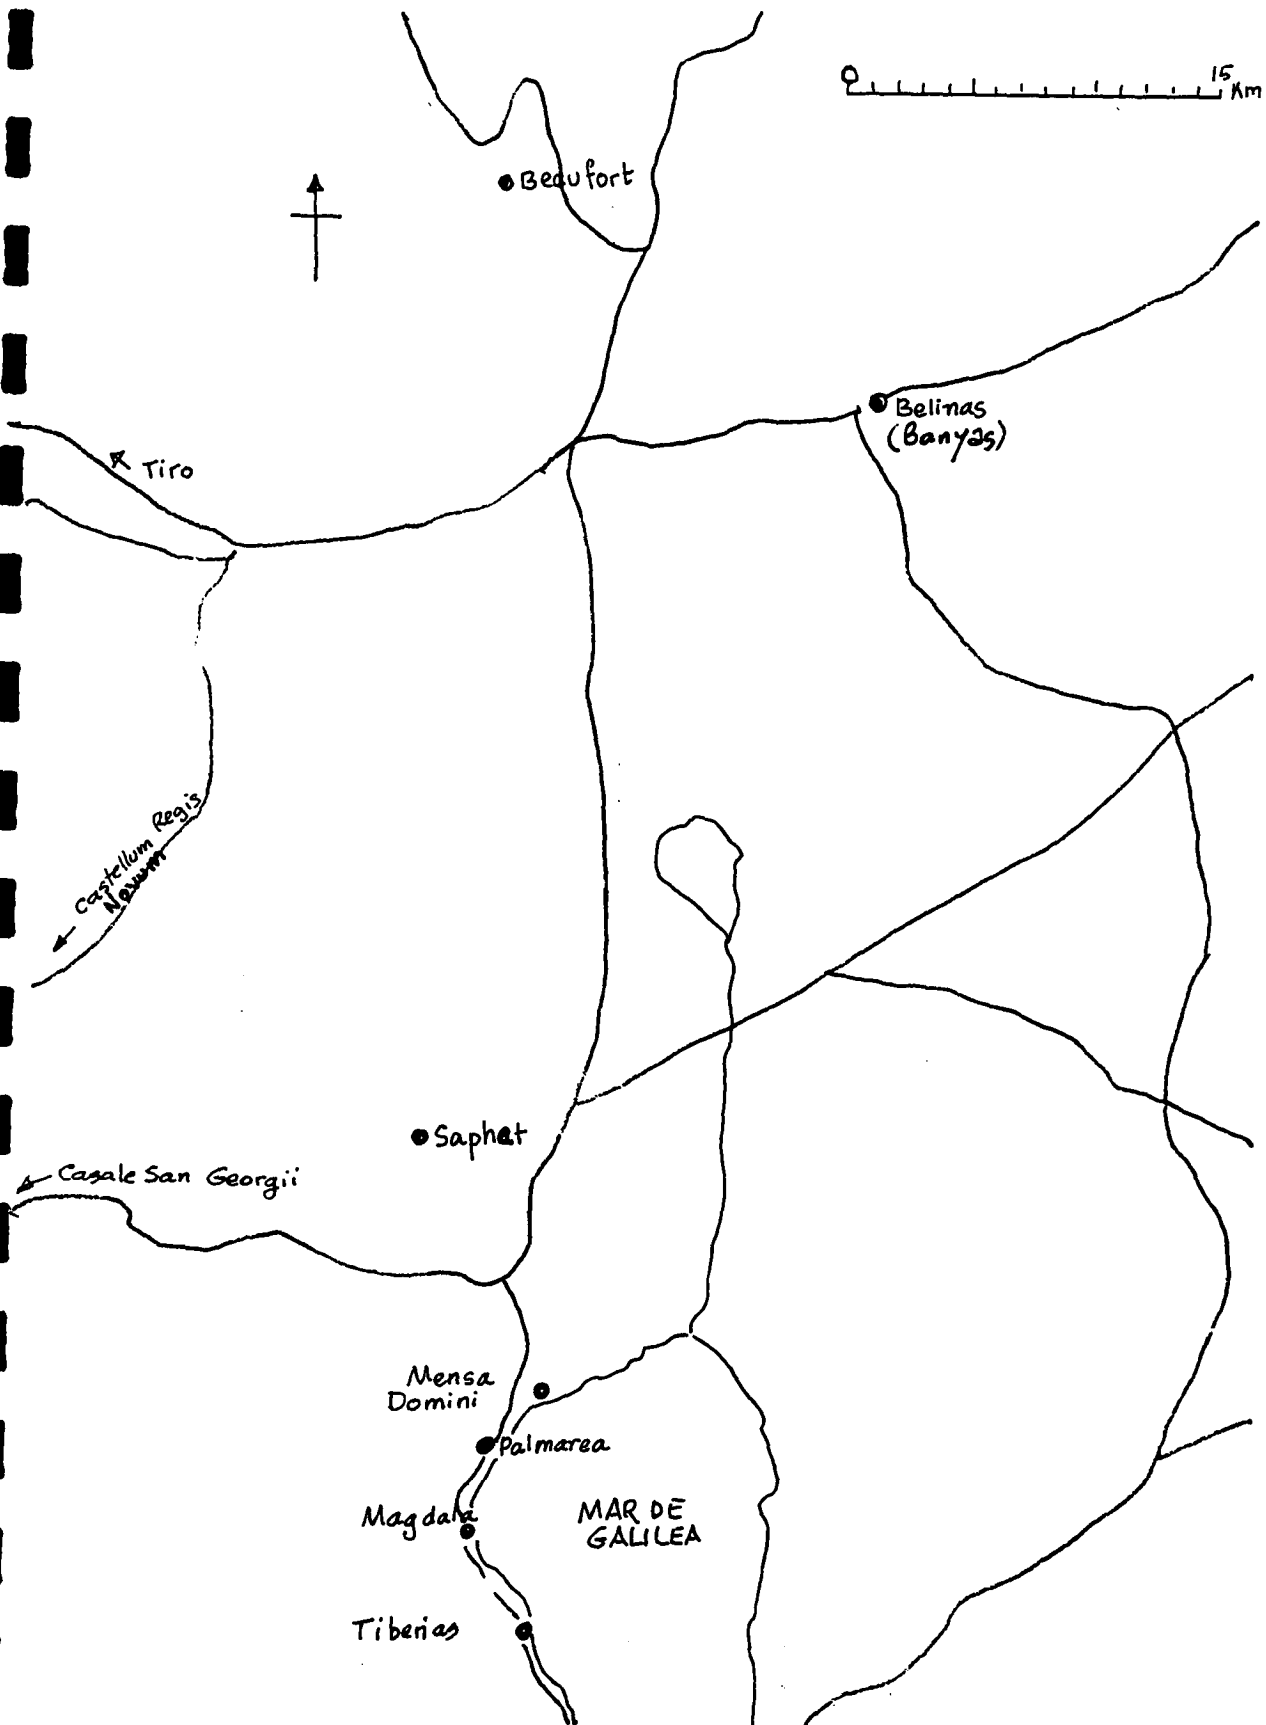 0 15
Km
Beaufort
Belinas
(Banyas)
Tiro
Castellum Regis
Novum
Saphet
Casale San Georgii
Mensa
Domini
Palmarea
Magdala
MAR DE
GALILEA
Tiberias